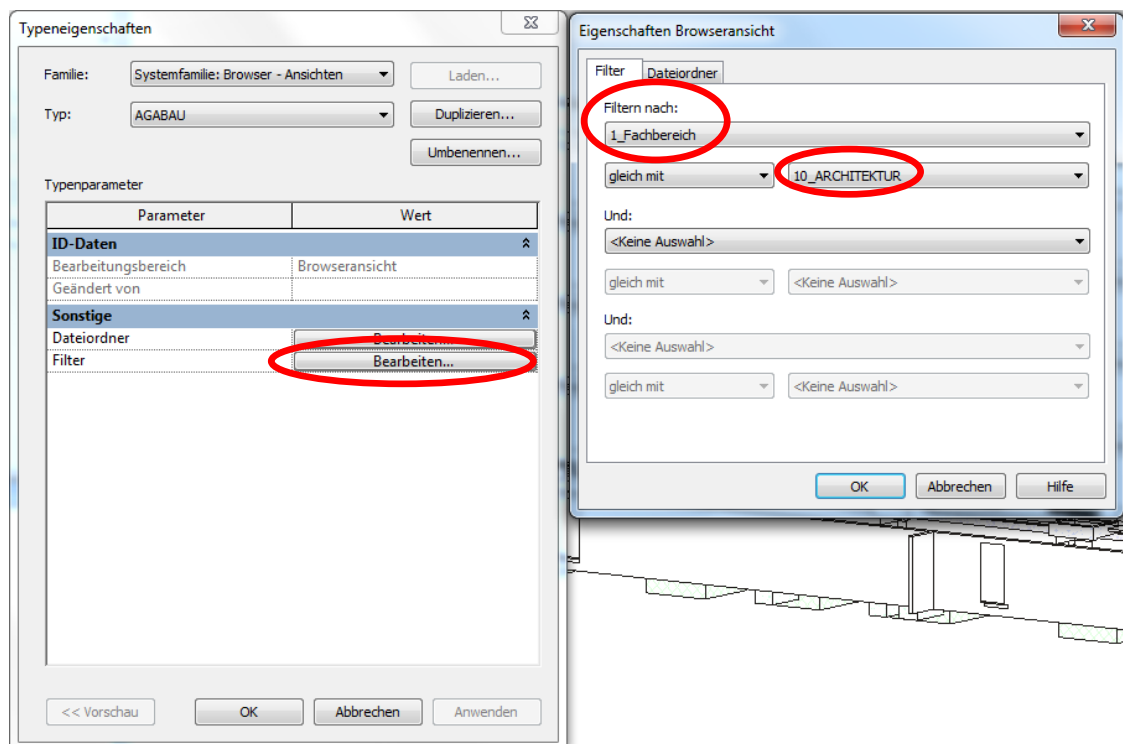 Typeneigenschaften
Familie: Systemfamilie: Browser - Ansichten Laden...
Typ: AGABAU Duplizieren...
Umbenennen...
Typenparameter
Parameter Wert
ID-Daten
Bearbeitungsbereich Browseransicht
Geändert von
Sonstige
Dateiordner Bearbeiten...
Filter Bearbeiten...
<< Vorschau OK Abbrechen Anwenden
Eigenschaften Browseransicht
Filter Dateiordner
Filtern nach:
1_Fachbereich
gleich mit 10_ARCHITEKTUR
Und:
<Keine Auswahl>
gleich mit <Keine Auswahl>
Und:
<Keine Auswahl>
gleich mit <Keine Auswahl>
OK Abbrechen Hilfe